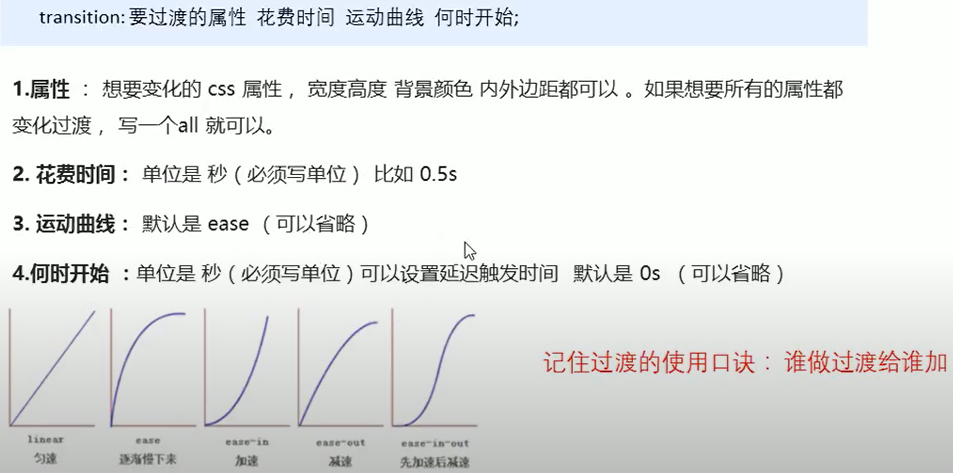 transition: 要过渡的属性 花费时间 运动曲线 何时开始;
1.属性 ： 想要变化的 css 属性， 宽度高度 背景颜色 内外边距都可以 。如果想要所有的属性都
变化过渡， 写一个all 就可以。
2. 花费时间： 单位是 秒（必须写单位） 比如 0.5s
3. 运动曲线： 默认是 ease （可以省略）
4.何时开始 ：单位是 秒（必须写单位）可以设置延迟触发时间 默认是 0s （可以省略）
记住过渡的使用口诀： 谁做过渡给谁加
linear ease ease-in ease-out ease-in-out
匀速 逐渐慢下来 加速 减速 先加速后减速